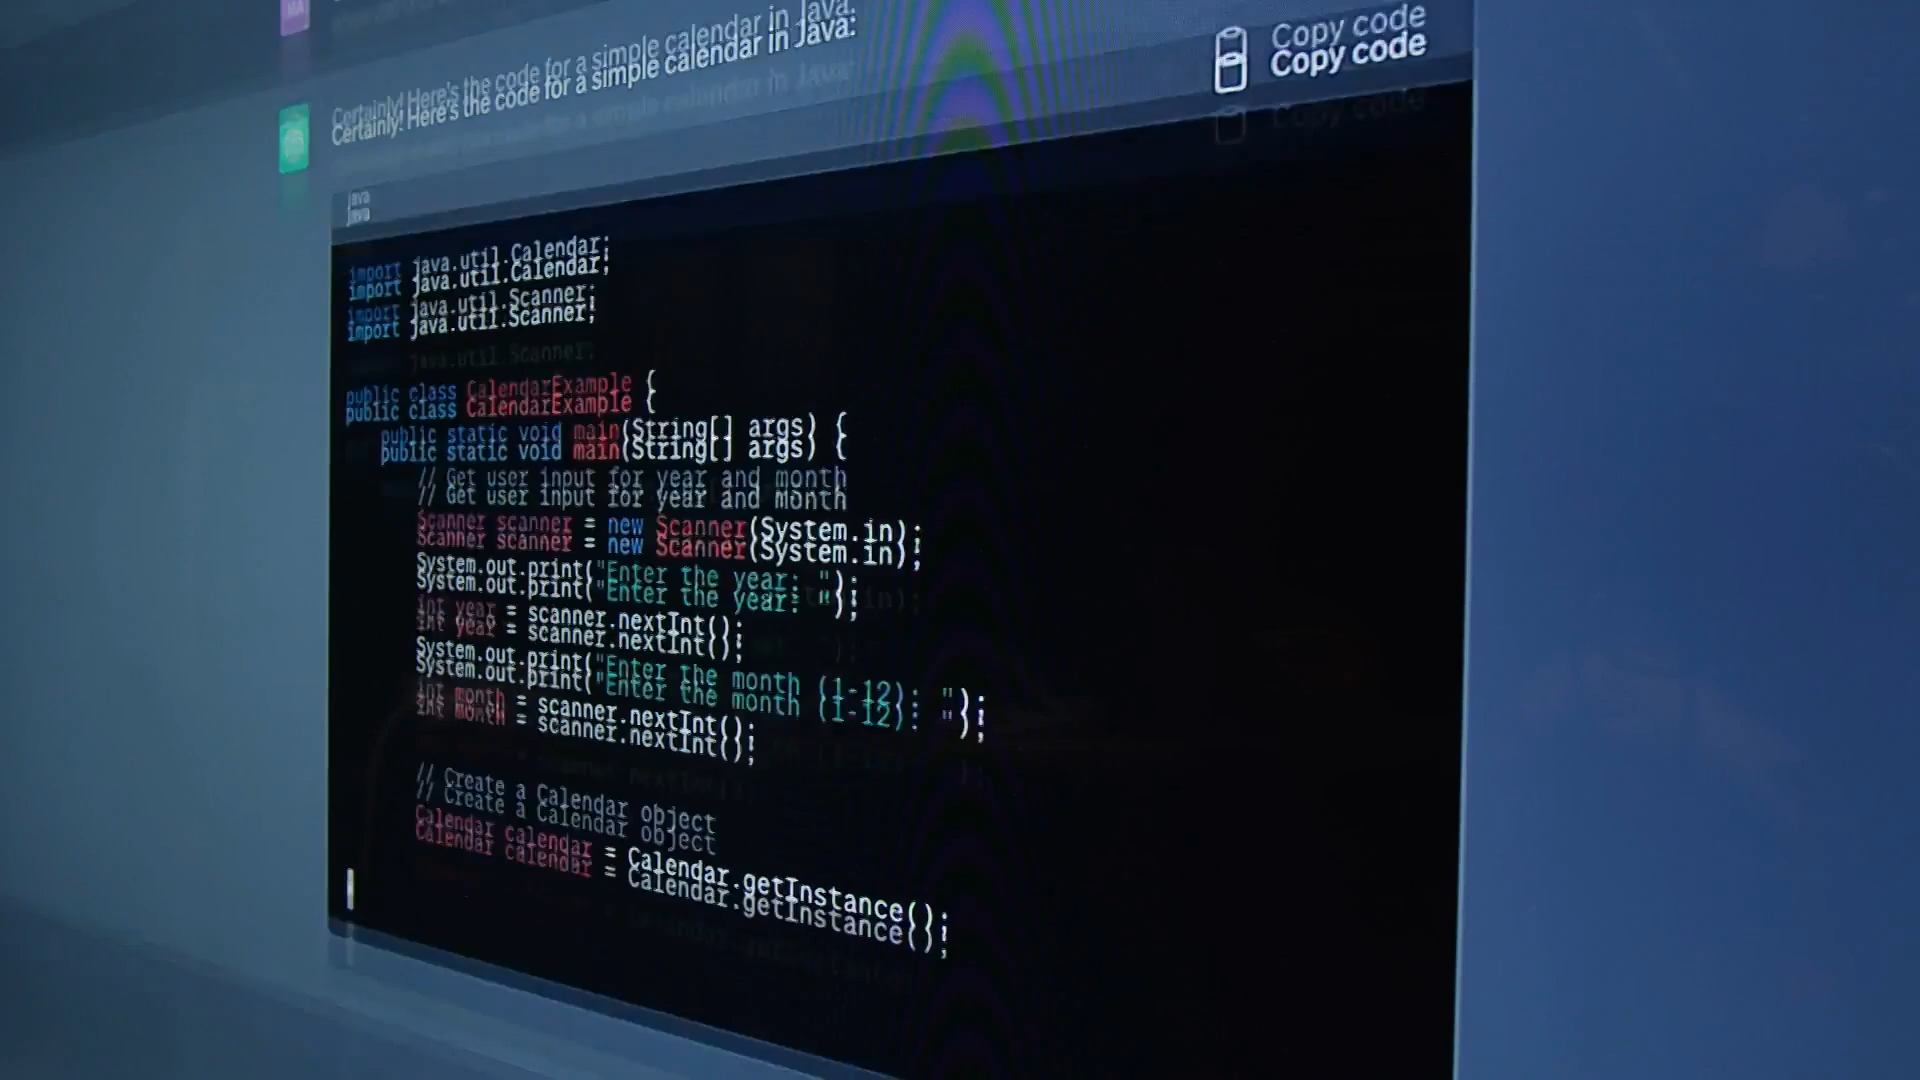 Certainly! Here's the code for a simple calendar in Java:
Copy code
java
import java.util.Calendar;
import java.util.Scanner;
public class CalendarExample {
public static void main(String[] args) {
// Get user input for year and month
Scanner scanner = new Scanner(System.in);
System.out.print("Enter the year: ");
int year = scanner.nextInt();
System.out.print("Enter the month (1-12): ");
int month = scanner.nextInt();
// Create a Calendar object
Calendar calendar = Calendar.getInstance();